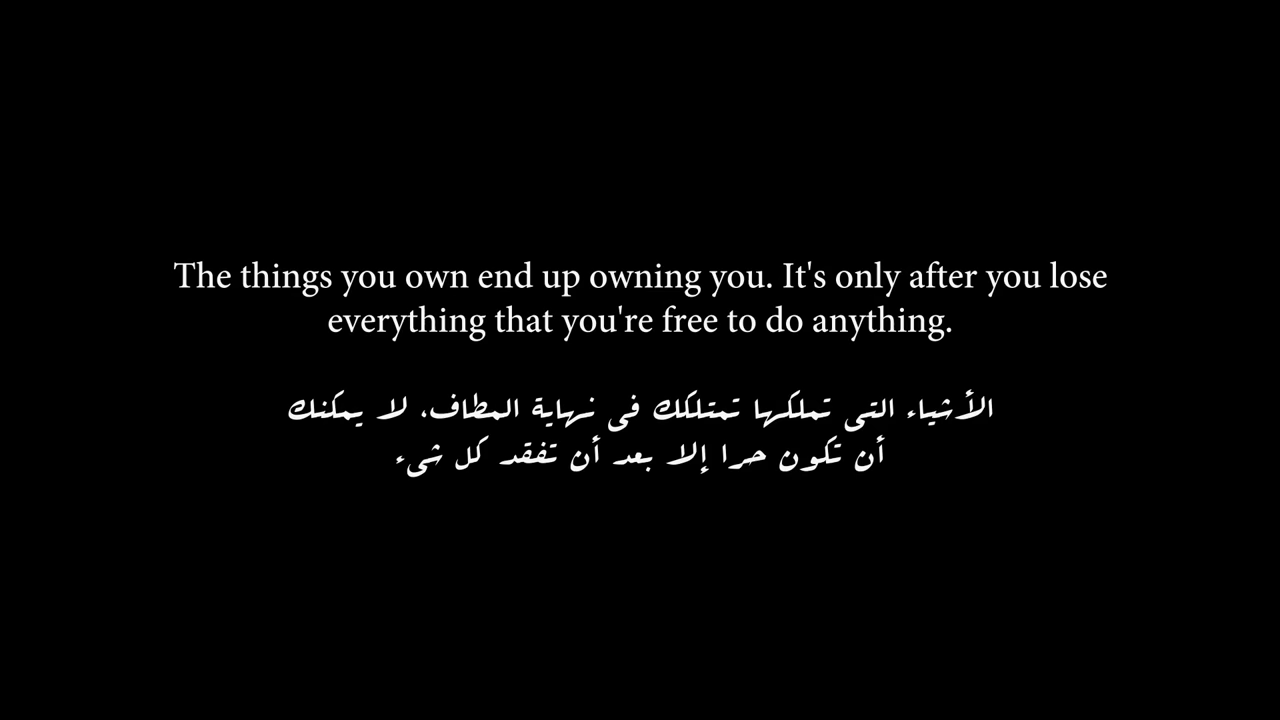 The things you own end up owning you. It's only after you lose
everything that you're free to do anything.
الأشياء التى تملكها تمتلكك فى نهاية المطاف، لا يمكنك
أن تكون حرا إلا بعد أن تفقد كل شىء